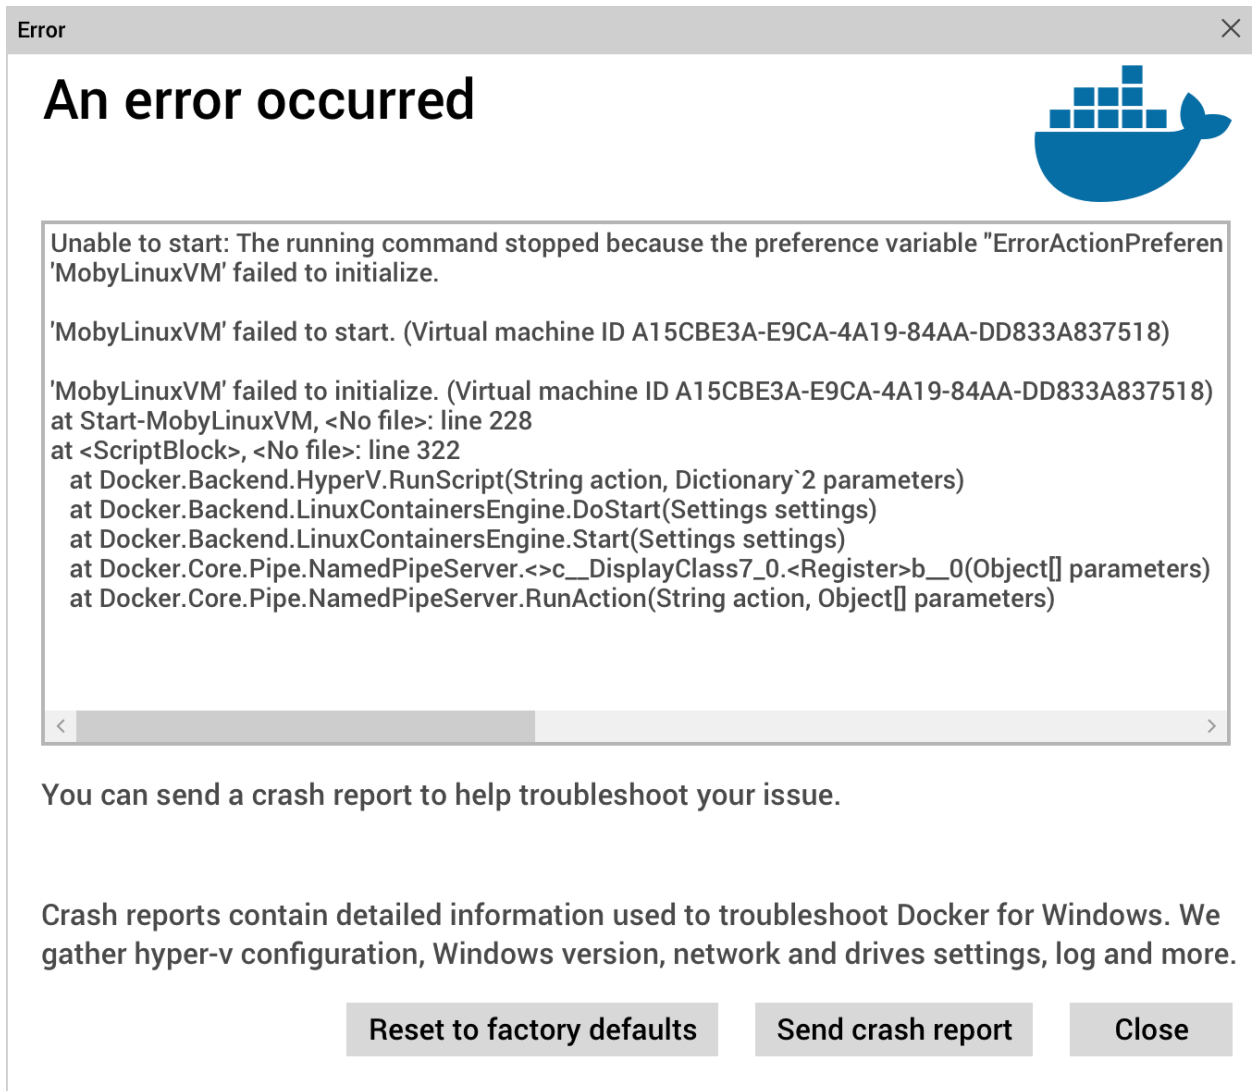 Error
An error occurred
Unable to start: The running command stopped because the preference variable "ErrorActionPreferen
'MobyLinuxVM' failed to initialize.
'MobyLinuxVM' failed to start. (Virtual machine ID A15CBE3A-E9CA-4A19-84AA-DD833A837518)
'MobyLinuxVM' failed to initialize. (Virtual machine ID A15CBE3A-E9CA-4A19-84AA-DD833A837518)
at Start-MobyLinuxVM, <No file>: line 228
at <ScriptBlock>, <No file>: line 322
at Docker.Backend.HyperV.RunScript(String action, Dictionary`2 parameters)
at Docker.Backend.LinuxContainersEngine.DoStart(Settings settings)
at Docker.Backend.LinuxContainersEngine.Start(Settings settings)
at Docker.Core.Pipe.NamedPipeServer.<>c__DisplayClass7_0.<Register>b__0(Object[] parameters)
at Docker.Core.Pipe.NamedPipeServer.RunAction(String action, Object[] parameters)
You can send a crash report to help troubleshoot your issue.
Crash reports contain detailed information used to troubleshoot Docker for Windows. We
gather hyper-v configuration, Windows version, network and drives settings, log and more.
Reset to factory defaults
Send crash report
Close